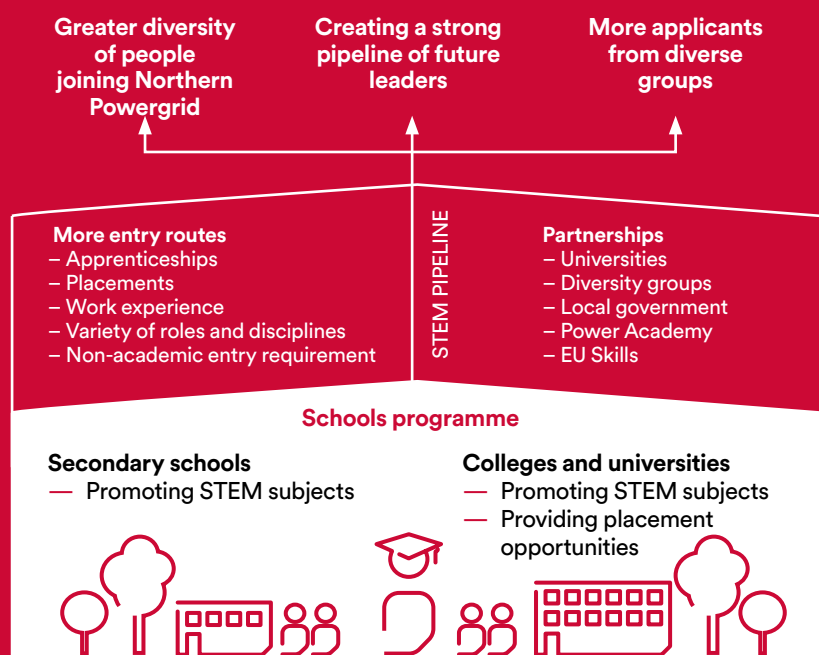 Greater diversity
of people
joining Northern
Powergrid
Creating a strong
pipeline of future
leaders
More applicants
from diverse
groups
More entry routes
– Apprenticeships
– Placements
– Work experience
– Variety of roles and disciplines
– Non-academic entry requirement
STEM PIPELINE
Partnerships
– Universities
– Diversity groups
– Local government
– Power Academy
– EU Skills
Schools programme
Secondary schools
— Promoting STEM subjects
Colleges and universities
— Promoting STEM subjects
— Providing placement
opportunities